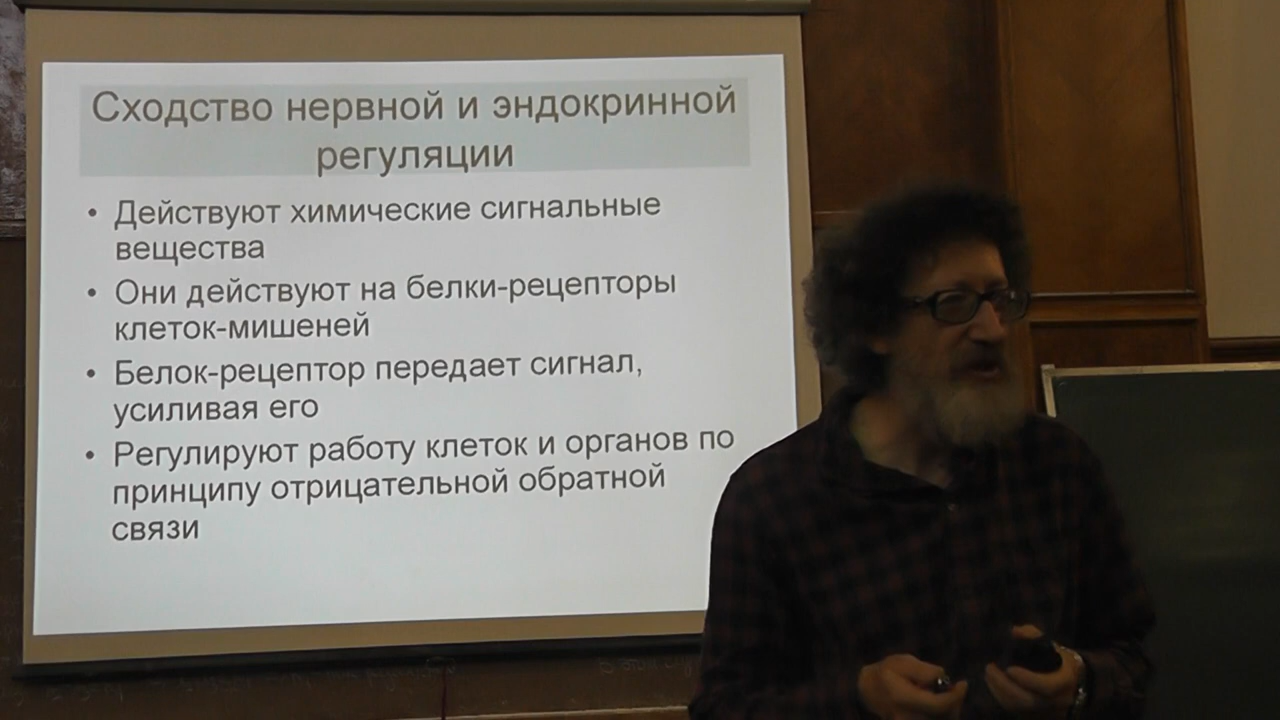 Сходство нервной и эндокринной
регуляции
• Действуют химические сигнальные
вещества
• Они действуют на белки-рецепторы
клеток-мишеней
• Белок-рецептор передает сигнал,
усиливая его
• Регулируют работу клеток и органов по
принципу отрицательной обратной
связи